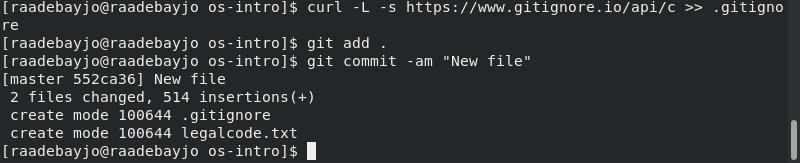 [raadebayjo@raadebayjo os-intro]$ curl -L -s https://www.gitignore.io/api/c >> .gitigno
re
[raadebayjo@raadebayjo os-intro]$ git add .
[raadebayjo@raadebayjo os-intro]$ git commit -am "New file"
[master 552ca36] New file
 2 files changed, 514 insertions(+)
 create mode 100644 .gitignore
 create mode 100644 legalcode.txt
[raadebayjo@raadebayjo os-intro]$